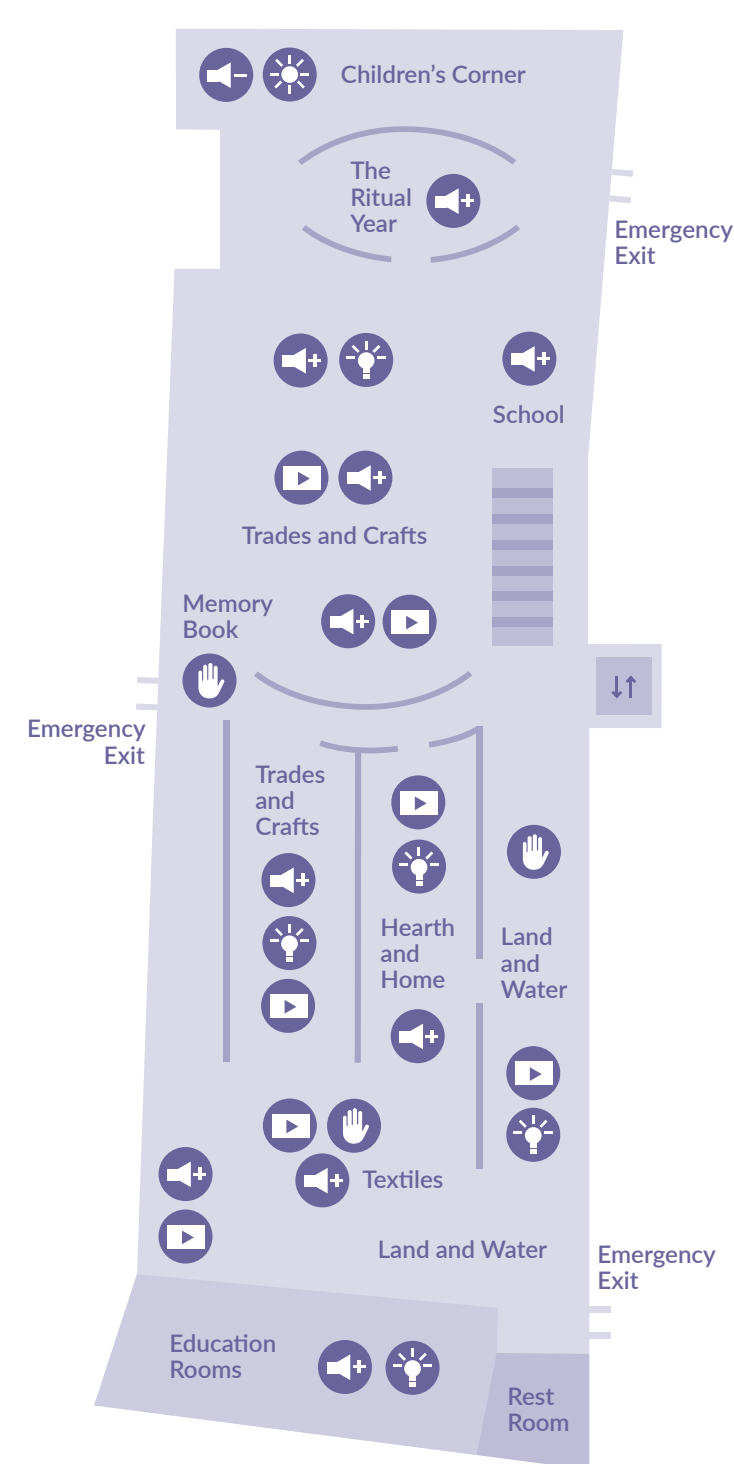 Children’s Corner
The
Ritual
Year
Emergency
Exit
School
Trades and Crafts
Memory
Book
Emergency
Exit
Trades
and
Crafts
Hearth
and
Home
Land
and
Water
Textiles
Land and Water
Emergency
Exit
Education
Rooms
Rest
Room